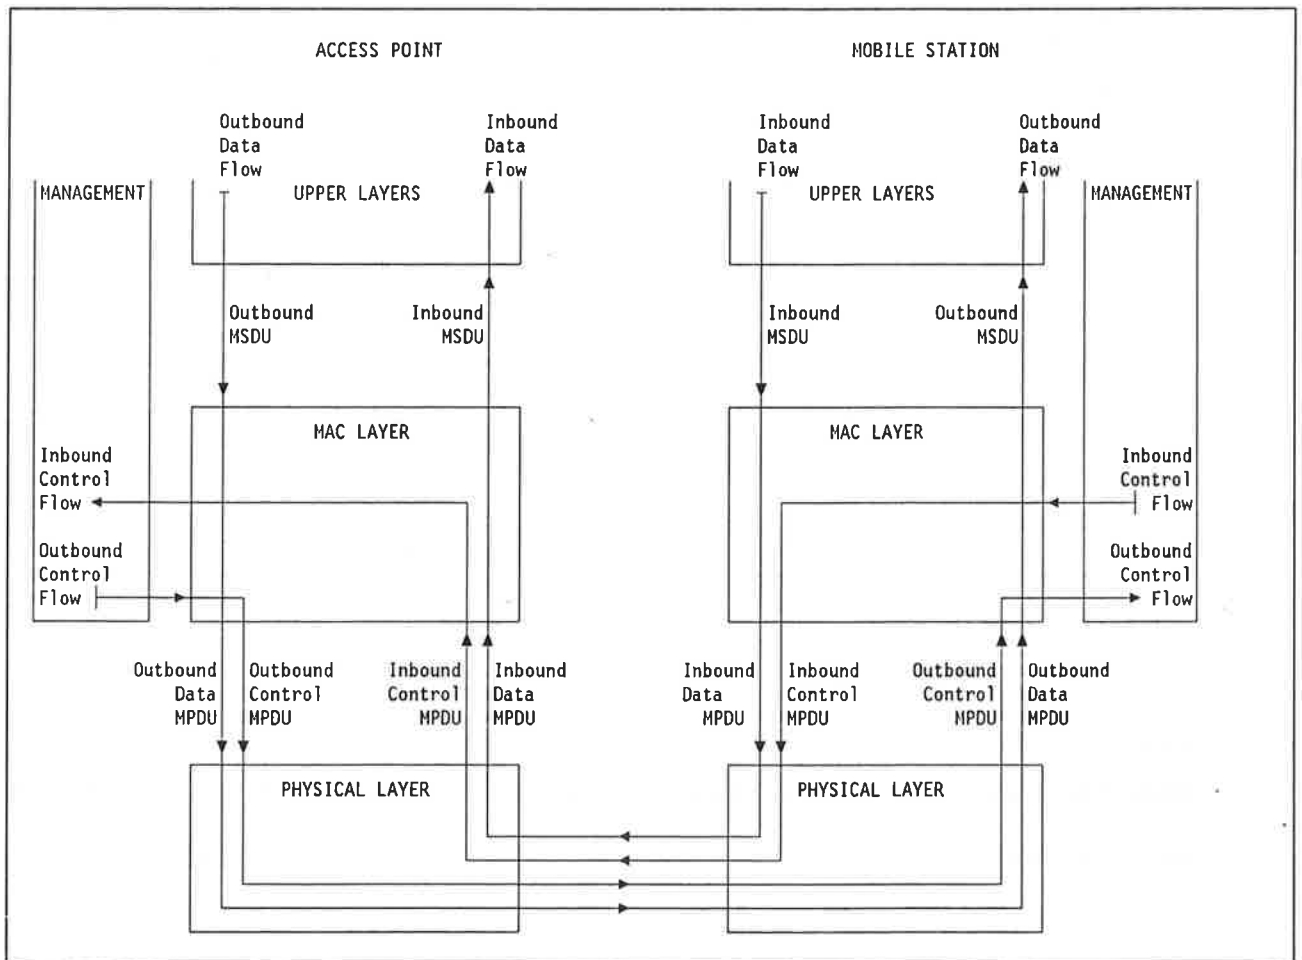 ACCESS POINT
MOBILE STATION
Outbound
Data
Flow
Inbound
Data
Flow
Inbound
Data
Flow
Outbound
Data
Flow
MANAGEMENT
UPPER LAYERS
UPPER LAYERS
MANAGEMENT
Outbound
MSDU
Inbound
MSDU
Inbound
MSDU
Outbound
MSDU
MAC LAYER
MAC LAYER
Inbound
Control
Flow
Inbound
Control
Flow
Outbound
Control
Flow
Outbound
Control
Flow
Outbound
Data
MPDU
Outbound
Control
MPDU
Inbound
Control
MPDU
Inbound
Data
MPDU
Inbound
Data
MPDU
Inbound
Control
MPDU
Outbound
Control
MPDU
Outbound
Data
MPDU
PHYSICAL LAYER
PHYSICAL LAYER